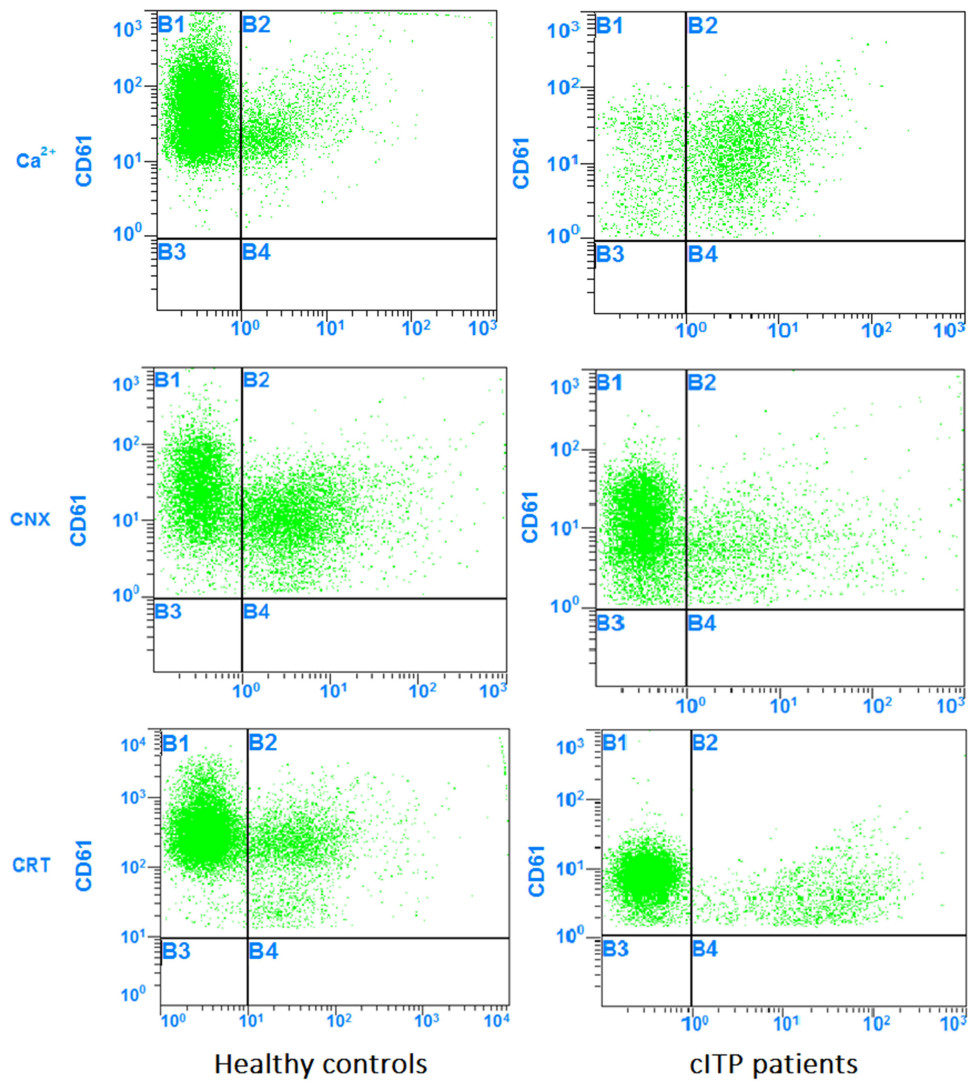 10³ B1 B2
10² 
10¹
10⁰
Ca²⁺ CD61
B3 B4
10⁰ 10¹ 10² 10³
10³ B1 B2
10²
10¹
10⁰
CD61
B3 B4
10⁰ 10¹ 10² 10³
10³ B1 B2
10²
10¹
10⁰
CNX CD61
B3 B4
10⁰ 10¹ 10² 10³
10³ B1 B2
10²
10¹
10⁰
CD61
B3 B4
10⁰ 10¹ 10² 10³
10⁴ B1 B2
10³
10²
10¹
10⁰
CRT CD61
B3 B4
10⁰ 10¹ 10² 10³ 10⁴
10³ B1 B2
10²
10¹
10⁰
CD61
B3 B4
10⁰ 10¹ 10² 10³
Healthy controls cITP patients